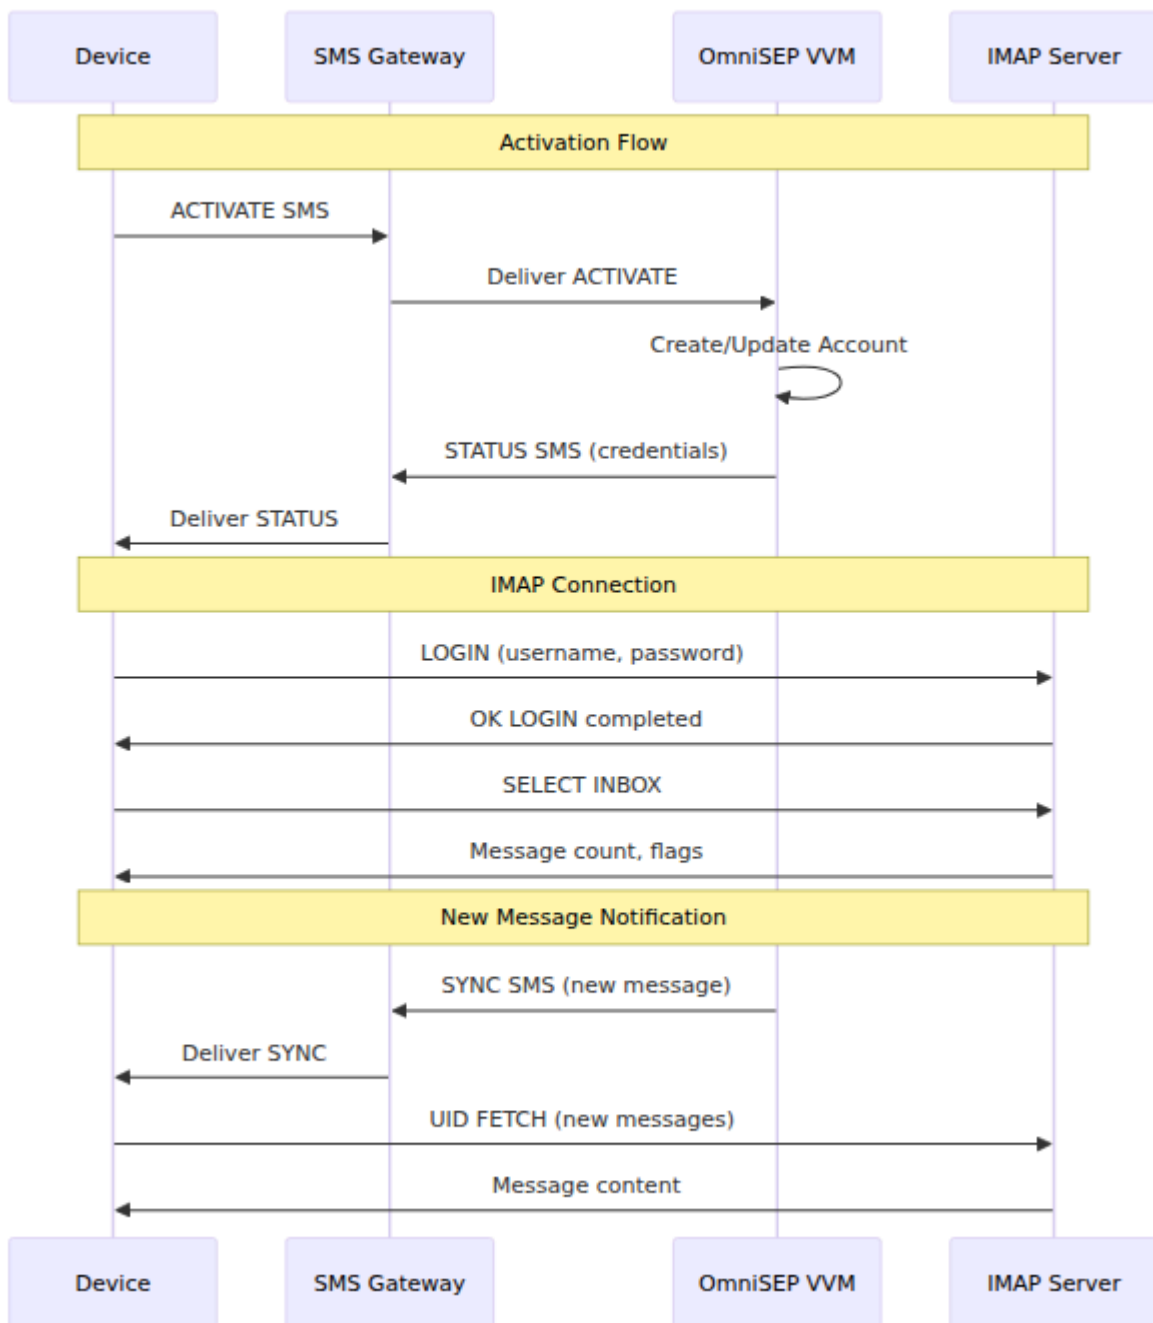 Device
SMS Gateway
OmniSEP VVM
IMAP Server
Activation Flow
ACTIVATE SMS
Deliver ACTIVATE
Create/Update Account
STATUS SMS (credentials)
Deliver STATUS
IMAP Connection
LOGIN (username, password)
OK LOGIN completed
SELECT INBOX
Message count, flags
New Message Notification
SYNC SMS (new message)
Deliver SYNC
UID FETCH (new messages)
Message content
Device
SMS Gateway
OmniSEP VVM
IMAP Server